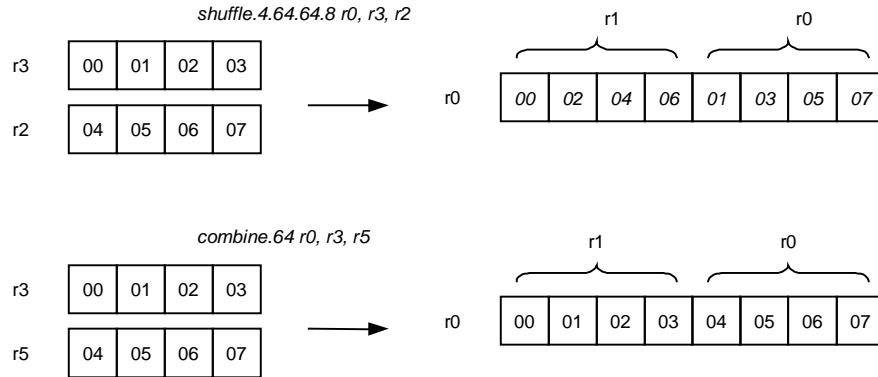 shuffle.4.64.64.8 r0, r3, r2
r1 r0
r3 00 01 02 03
r0 00 02 04 06 01 03 05 07
r2 04 05 06 07
combine.64 r0, r3, r5
r1 r0
r3 00 01 02 03
r0 00 01 02 03 04 05 06 07
r5 04 05 06 07